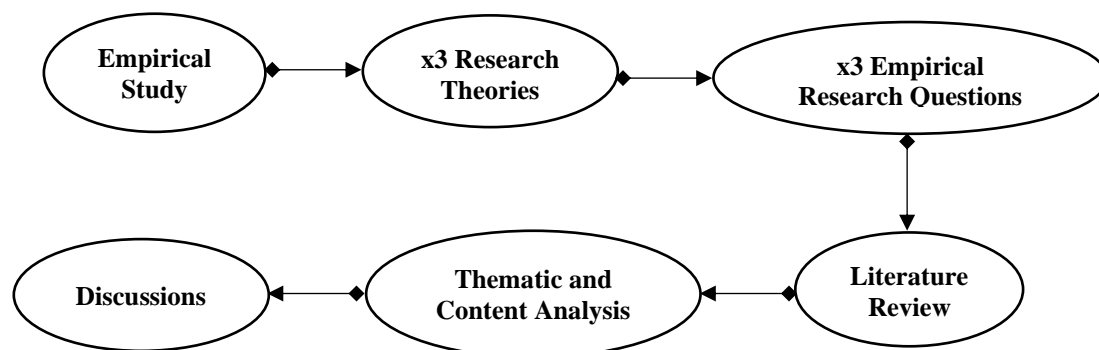 Empirical
Study
x3 Research
Theories
x3 Empirical
Research Questions
Literature
Review
Thematic and
Content Analysis
Discussions